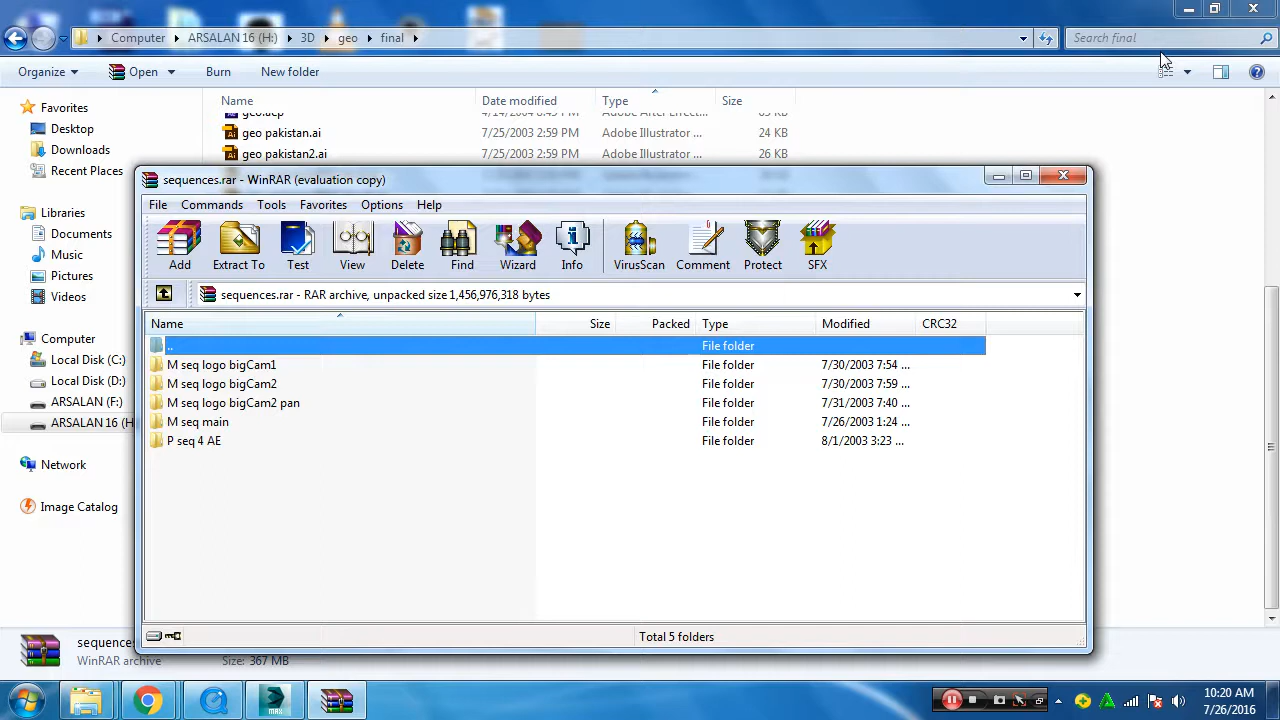 Computer ARSALAN 16 (H:) 3D geo final
Search final
Organize Open Burn New folder
Name Date modified Type Size
geo.aep
geo pakistan.ai 7/25/2003 2:59 PM Adobe Illustrator ... 24 KB
geo pakistan2.ai 7/25/2003 2:59 PM Adobe Illustrator ... 26 KB
Favorites
Desktop
Downloads
Recent Places
Libraries
Documents
Music
Pictures
Videos
Computer
Local Disk (C:)
Local Disk (D:)
ARSALAN (F:)
ARSALAN 16 (H
Network
Image Catalog
sequences.rar - WinRAR (evaluation copy)
File Commands Tools Favorites Options Help
Add Extract To Test View Delete Find Wizard Info VirusScan Comment Protect SFX
sequences.rar - RAR archive, unpacked size 1,456,976,318 bytes
Name Size Packed Type Modified CRC32
.. File folder
M seq logo bigCam1 File folder 7/30/2003 7:54 ...
M seq logo bigCam2 File folder 7/30/2003 7:59 ...
M seq logo bigCam2 pan File folder 7/31/2003 7:40 ...
M seq main File folder 7/26/2003 1:24 ...
P seq 4 AE File folder 8/1/2003 3:23 ...
Total 5 folders
sequences
WinRAR archive Size: 367 MB
MAX
10:20 AM
7/26/2016